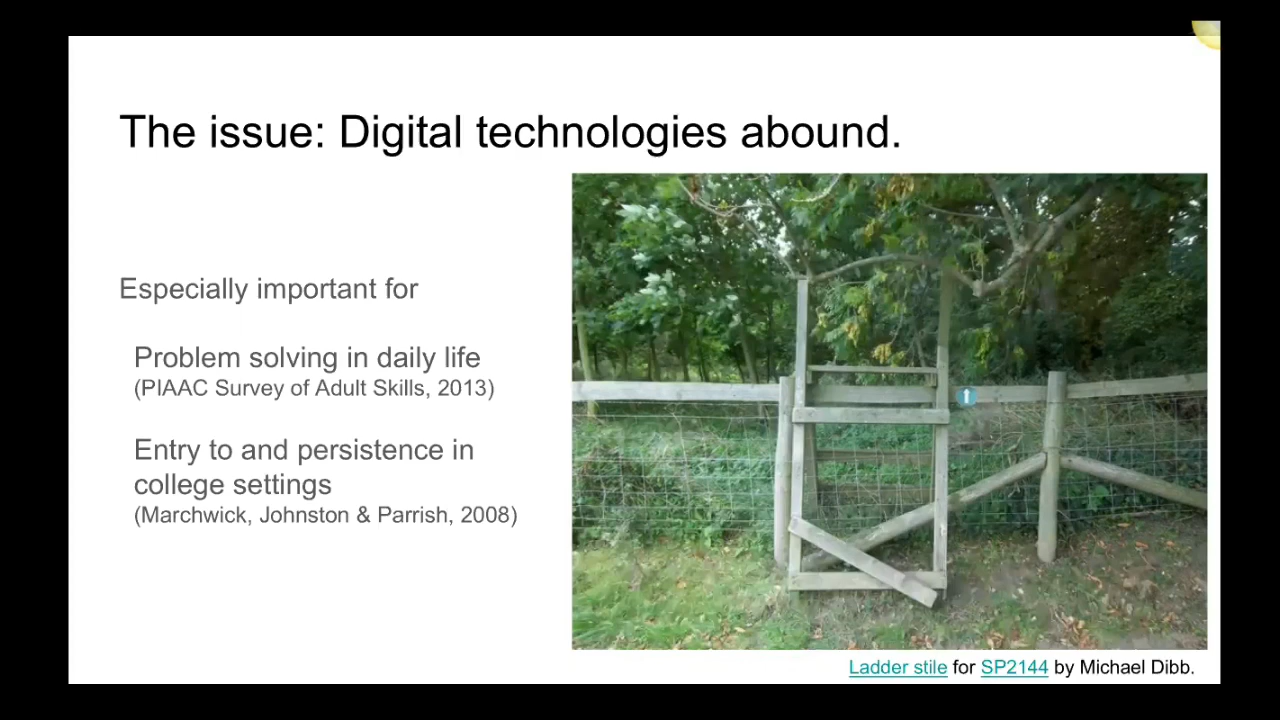 The issue: Digital technologies abound.
Especially important for
Problem solving in daily life
(PIAAC Survey of Adult Skills, 2013)
Entry to and persistence in
college settings
(Marchwick, Johnston & Parrish, 2008)
Ladder stile for SP2144 by Michael Dibb.